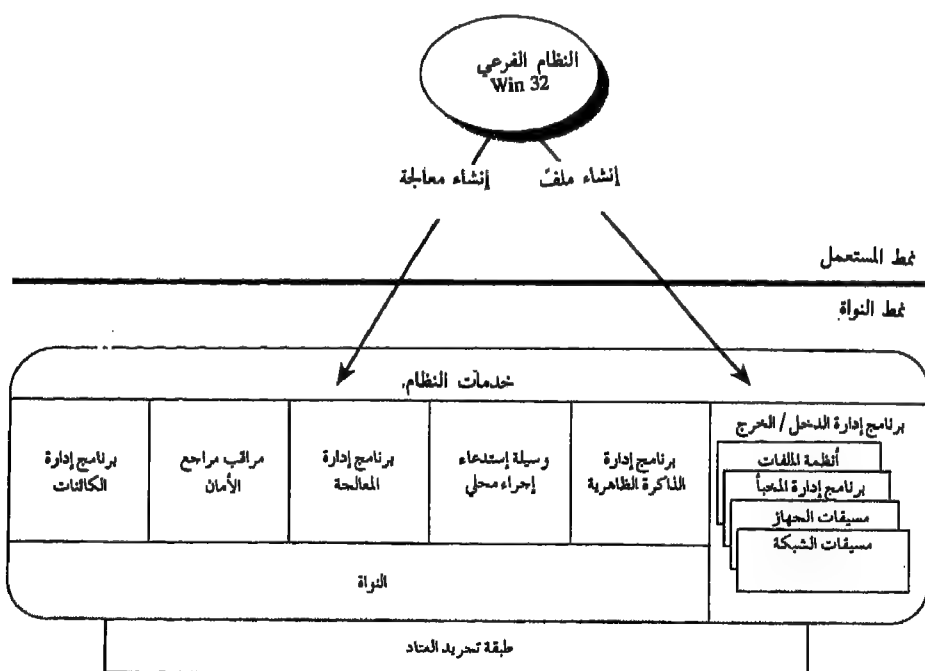 النظام الفرعي
Win 32
إنشاء معالجة
إنشاء ملفّ
نمط المستعمل
نمط النواة
خدمات النظام
برنامج إدارة
الكائنات
مراقب مراجع
الأمان
برنامج إدارة
المعالجة
وسيلة إستدعاء
إجراء محلي
برنامج إدارة
الذاكرة الظاهرية
برنامج إدارة الدخل / الخرج
أنظمة الملفات
برنامج إدارة المخبأ
مسيقات الجهاز
مسيقات الشبكة
النواة
طبقة تجريد العتاد